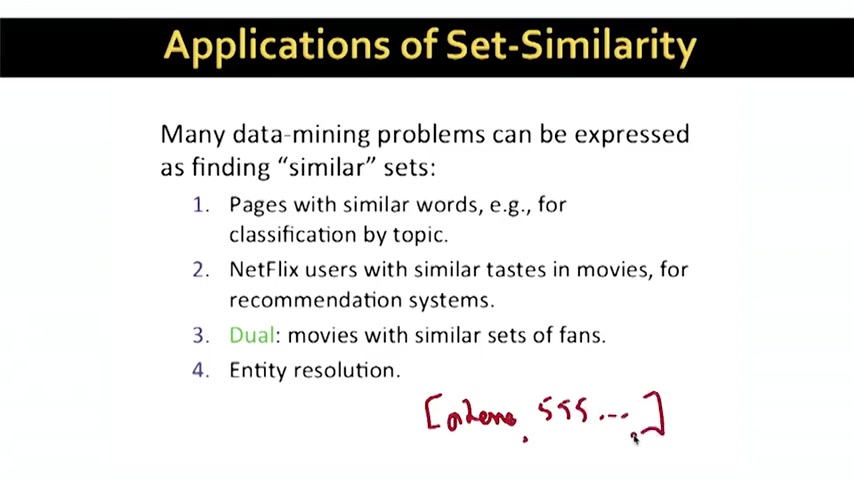 Applications of Set-Similarity
Many data-mining problems can be expressed
as finding “similar” sets:
1. Pages with similar words, e.g., for
classification by topic.
2. NetFlix users with similar tastes in movies, for
recommendation systems.
3. Dual: movies with similar sets of fans.
4. Entity resolution.
[phone, 555 ... ]